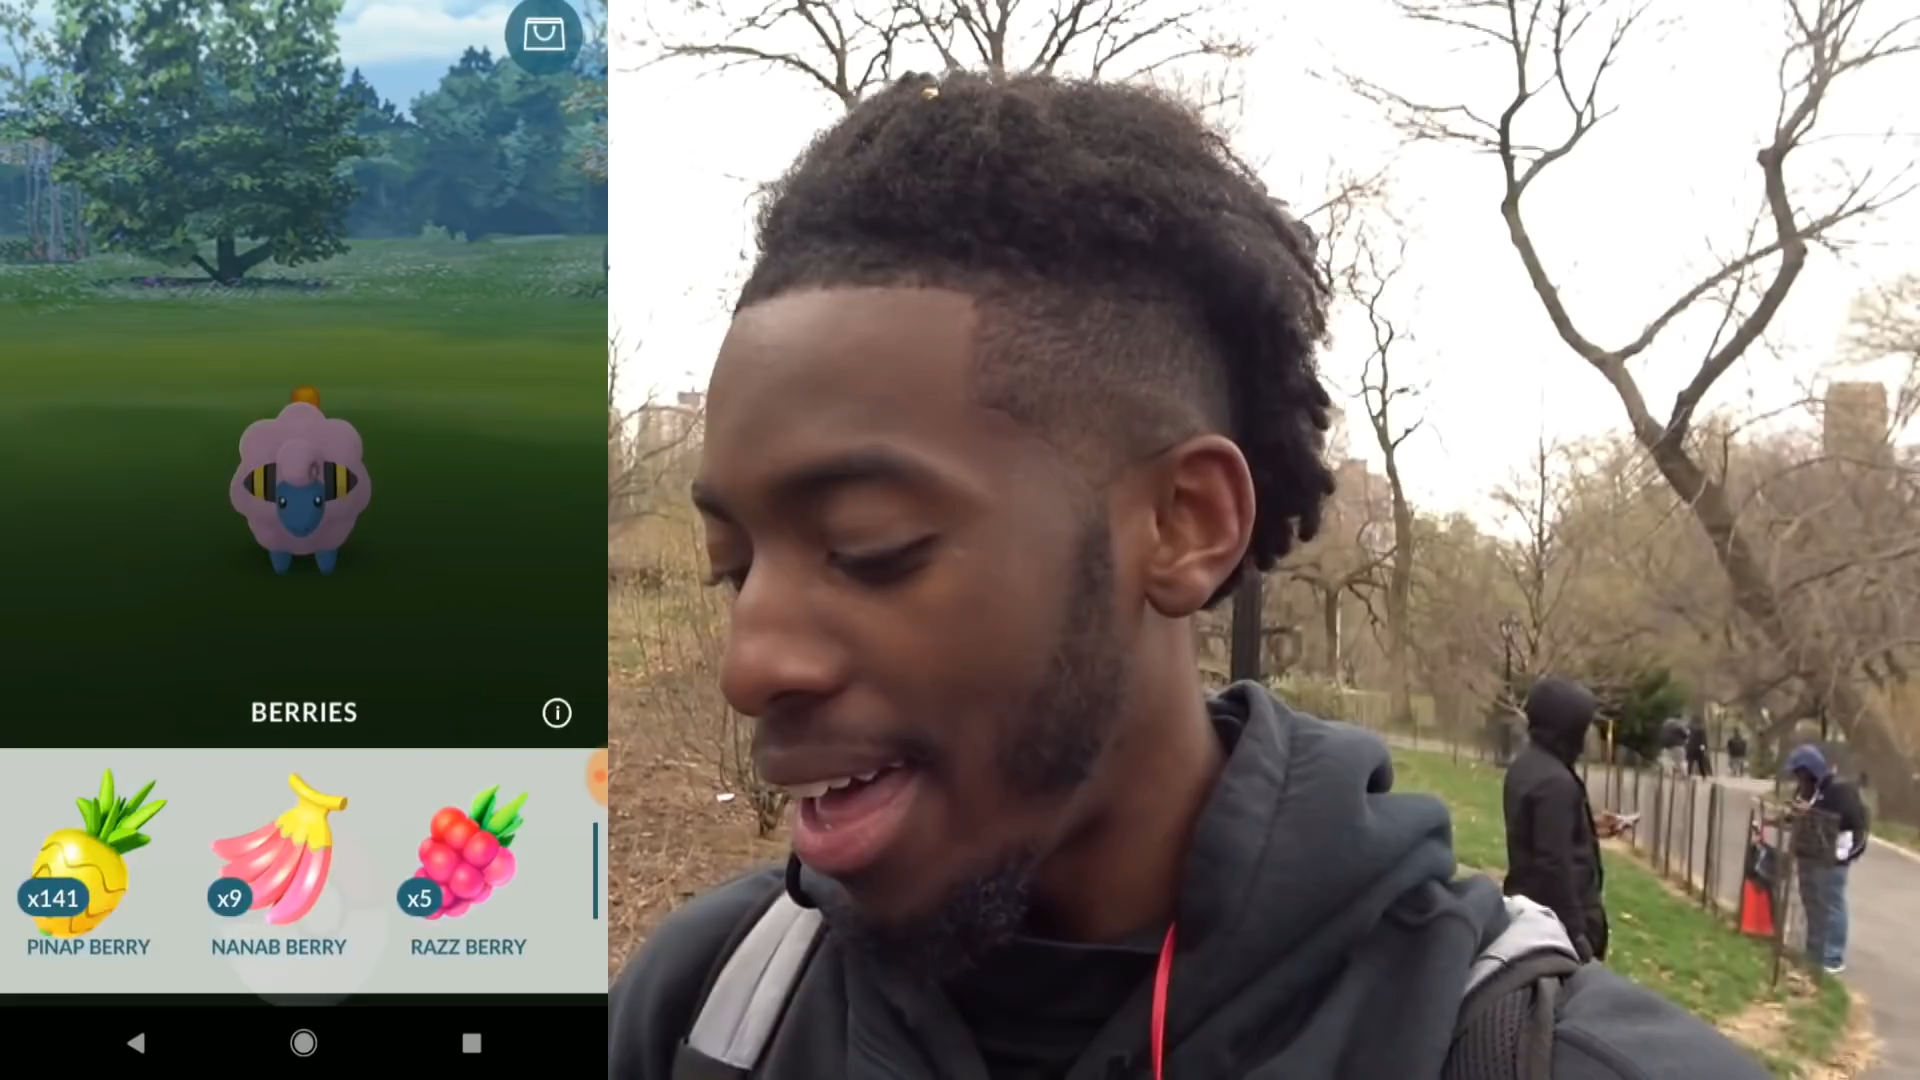 BERRIES
x141
x9
x5
PINAP BERRY
NANAB BERRY
RAZZ BERRY